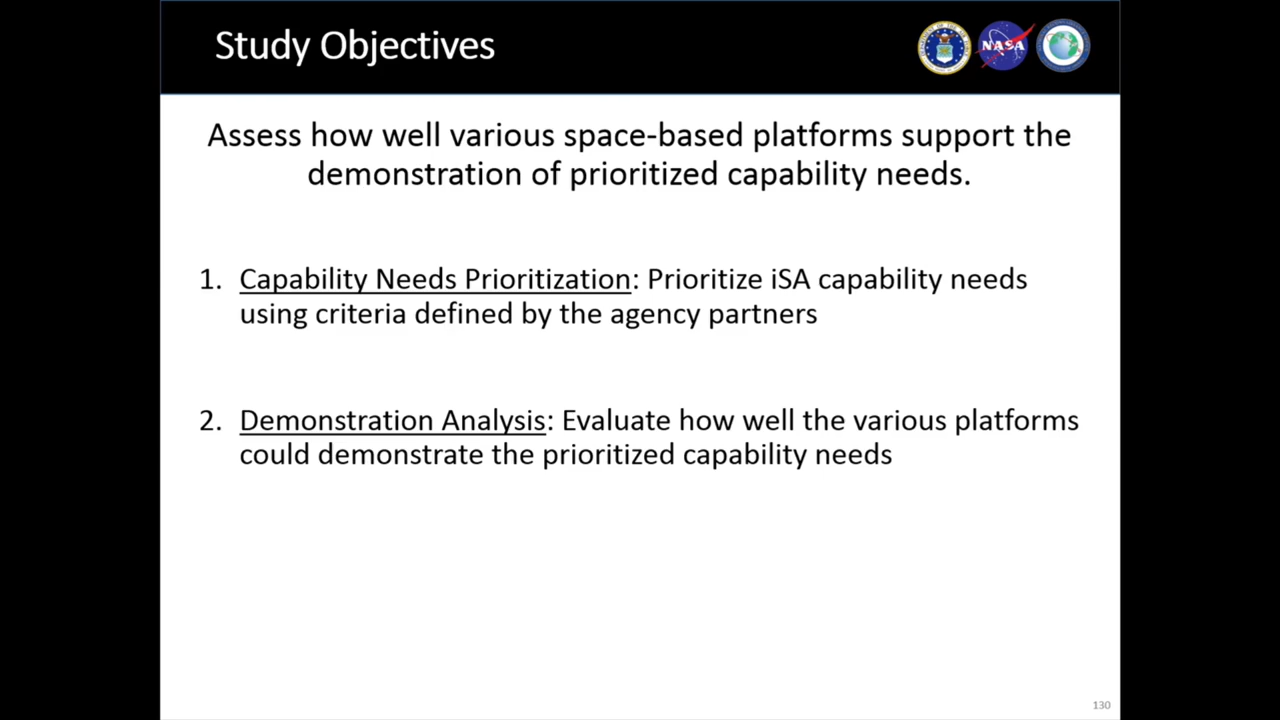 Study Objectives
NASA
Assess how well various space-based platforms support the
demonstration of prioritized capability needs.
1. Capability Needs Prioritization: Prioritize iSA capability needs
using criteria defined by the agency partners
2. Demonstration Analysis: Evaluate how well the various platforms
could demonstrate the prioritized capability needs
130